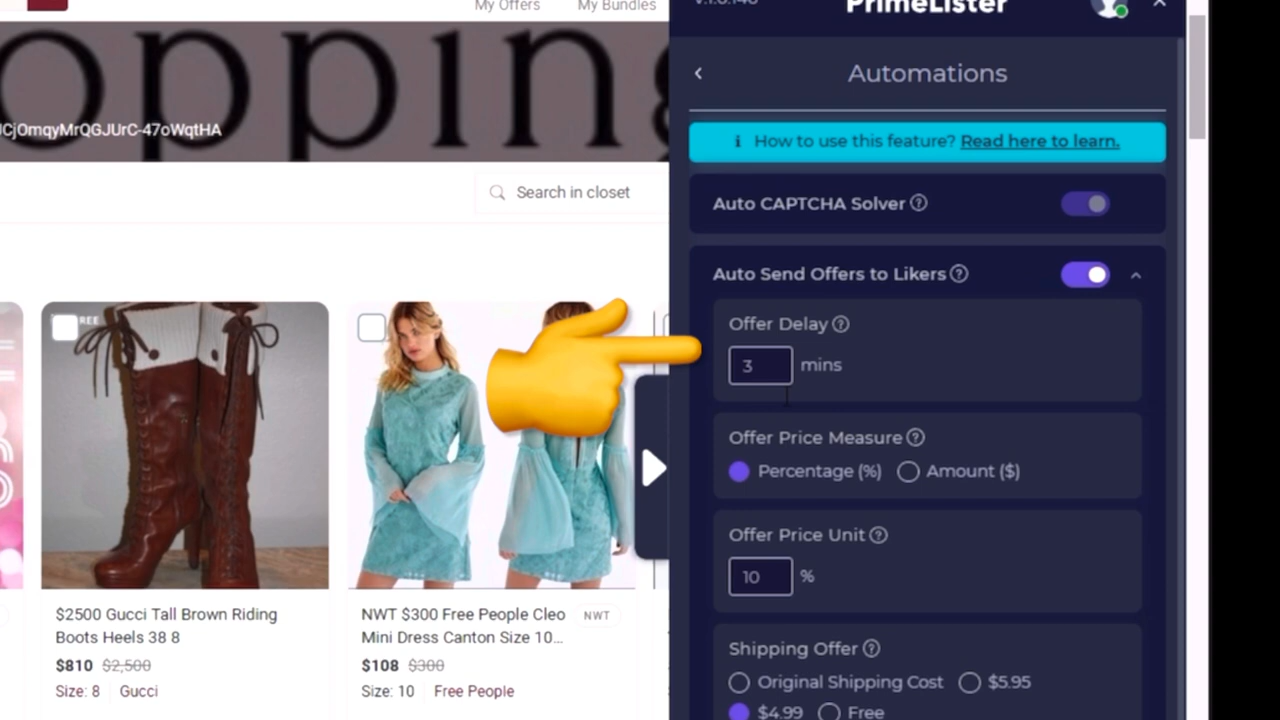 My Offers
My Bundles
opping
JCjOmqyMrQGJUrC-47oWqtHA
Search in closet
REE
$2500 Gucci Tall Brown Riding
Boots Heels 38 8
$810 $2,500
Size: 8 Gucci
NWT $300 Free People Cleo
NWT
Mini Dress Canton Size 10...
$108 $300
Size: 10 Free People
PrimeLister
Automations
How to use this feature? Read here to learn.
Auto CAPTCHA Solver
Auto Send Offers to Likers
Offer Delay
3 mins
Offer Price Measure
Percentage (%) Amount ($)
Offer Price Unit
10 %
Shipping Offer
Original Shipping Cost $5.95
$4.99 Free